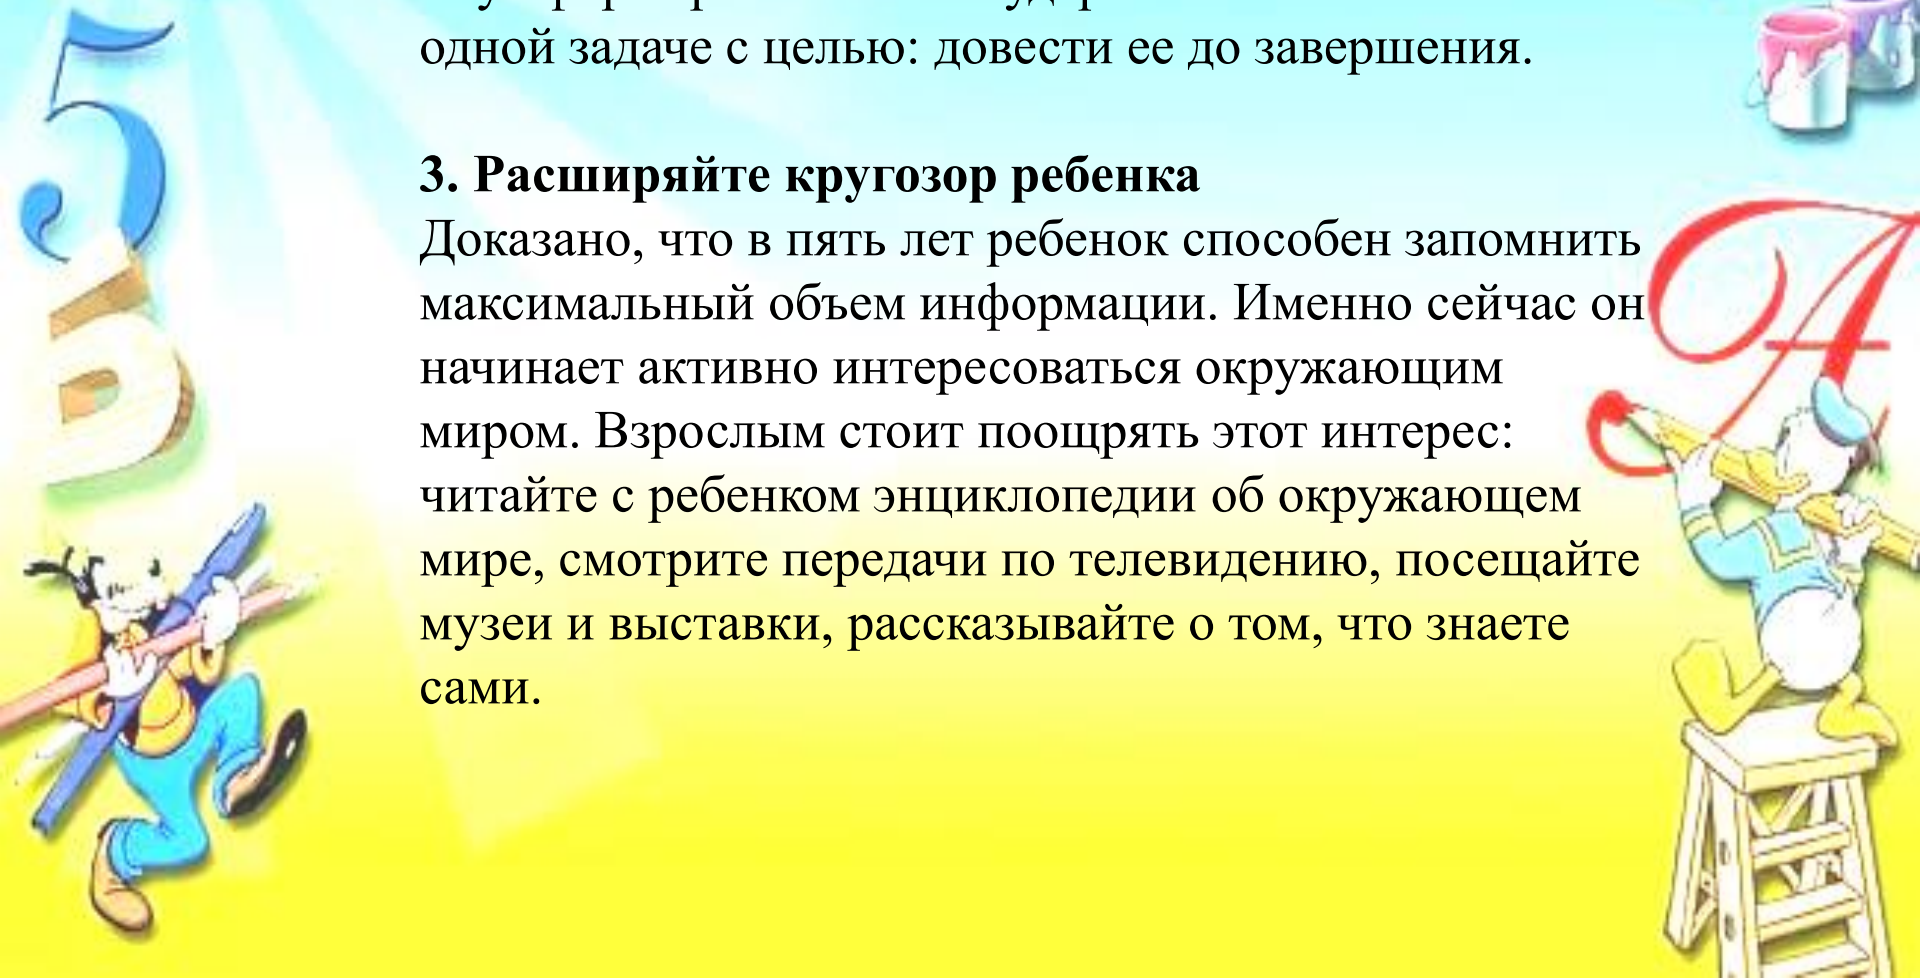 одной задаче с целью: довести ее до завершения.
3. Расширяйте кругозор ребенка
Доказано, что в пять лет ребенок способен запомнить
максимальный объем информации. Именно сейчас он
начинает активно интересоваться окружающим
миром. Взрослым стоит поощрять этот интерес:
читайте с ребенком энциклопедии об окружающем
мире, смотрите передачи по телевидению, посещайте
музеи и выставки, рассказывайте о том, что знаете
сами.
5
Б
А